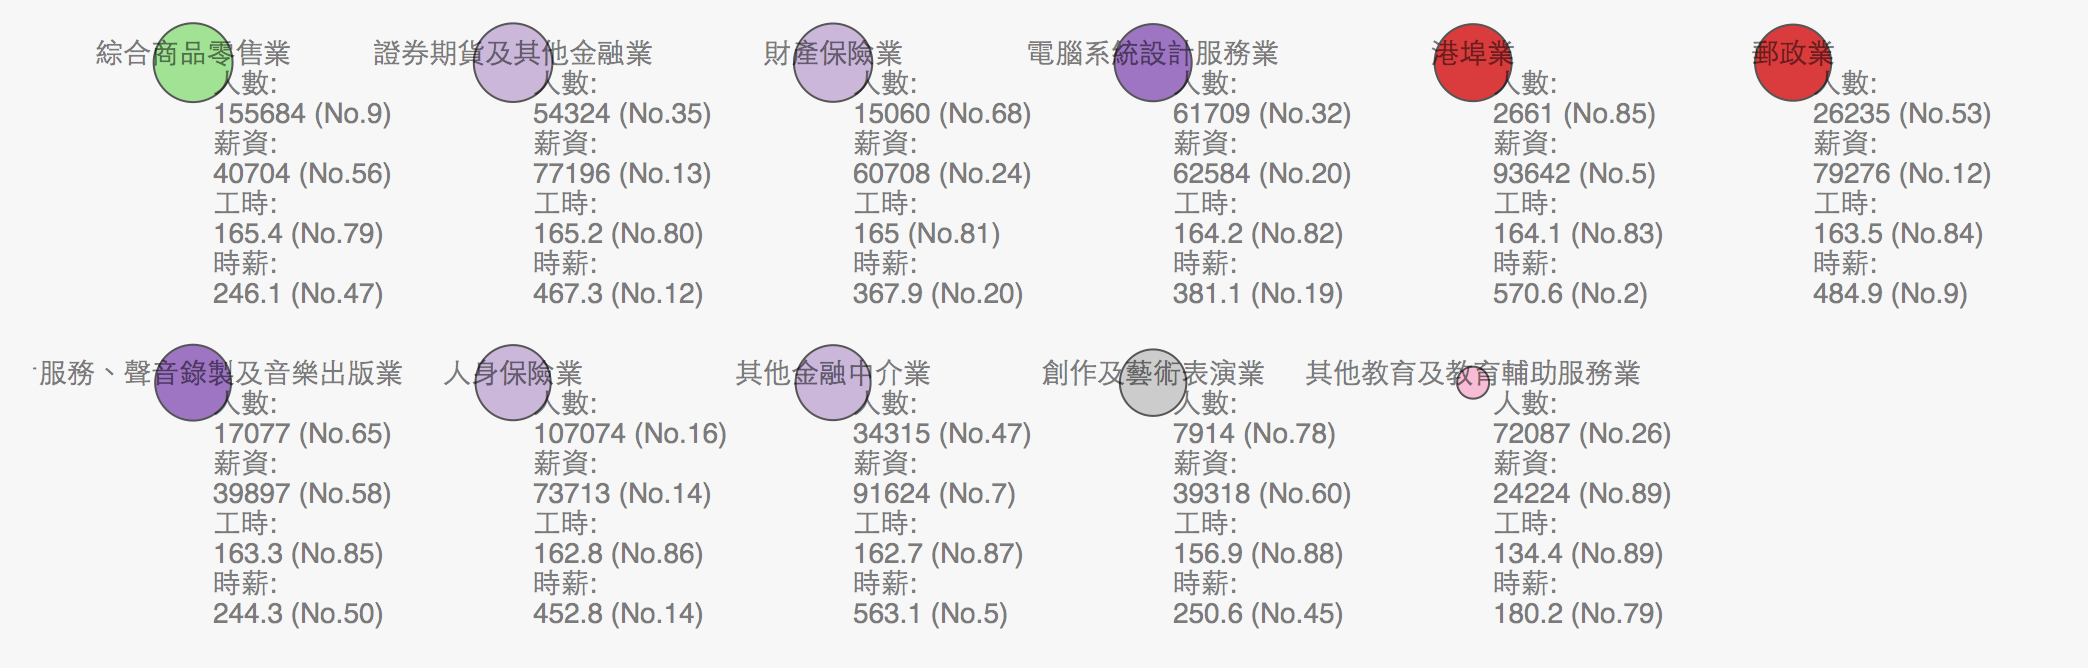 綜合商品零售業
人數:
155684 (No.9)
薪資:
40704 (No.56)
工時:
165.4 (No.79)
時薪:
246.1 (No.47)
證券期貨及其他金融業
人數:
54324 (No.35)
薪資:
77196 (No.13)
工時:
165.2 (No.80)
時薪:
467.3 (No.12)
財產保險業
人數:
15060 (No.68)
薪資:
60708 (No.24)
工時:
165 (No.81)
時薪:
367.9 (No.20)
電腦系統設計服務業
人數:
61709 (No.32)
薪資:
62584 (No.20)
工時:
164.2 (No.82)
時薪:
381.1 (No.19)
港埠業
人數:
2661 (No.85)
薪資:
93642 (No.5)
工時:
164.1 (No.83)
時薪:
570.6 (No.2)
郵政業
人數:
26235 (No.53)
薪資:
79276 (No.12)
工時:
163.5 (No.84)
時薪:
484.9 (No.9)
服務、聲音錄製及音樂出版業
人數:
17077 (No.65)
薪資:
39897 (No.58)
工時:
163.3 (No.85)
時薪:
244.3 (No.50)
人身保險業
人數:
107074 (No.16)
薪資:
73713 (No.14)
工時:
162.8 (No.86)
時薪:
452.8 (No.14)
其他金融中介業
人數:
34315 (No.47)
薪資:
91624 (No.7)
工時:
162.7 (No.87)
時薪:
563.1 (No.5)
創作及藝術表演業
人數:
7914 (No.78)
薪資:
39318 (No.60)
工時:
156.9 (No.88)
時薪:
250.6 (No.45)
其他教育及教育輔助服務業
人數:
72087 (No.26)
薪資:
24224 (No.89)
工時:
134.4 (No.89)
時薪:
180.2 (No.79)